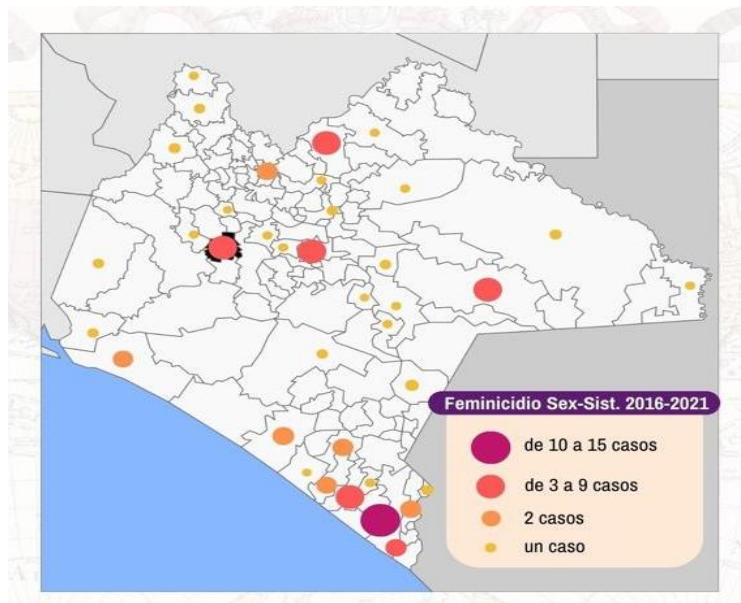 Feminicidio Sex-Sist. 2016-2021
de 10 a 15 casos
de 3 a 9 casos
2 casos
un caso